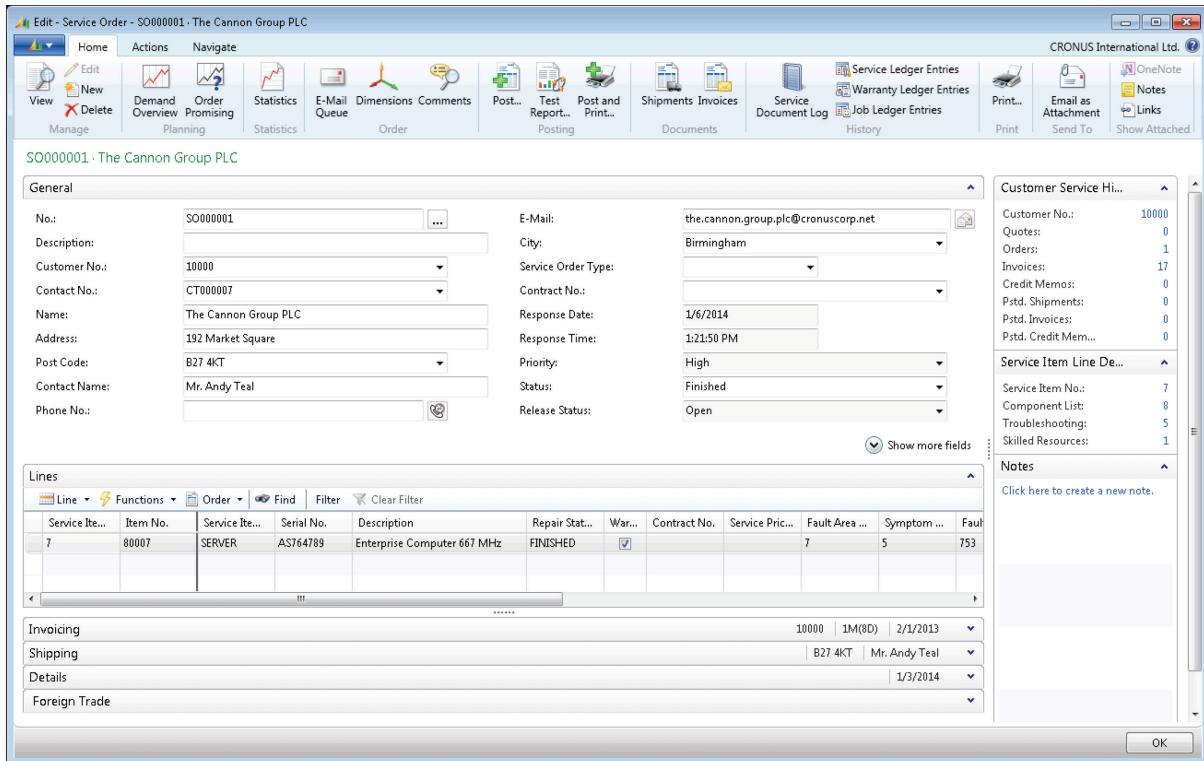 Edit - Service Order - SO000001 · The Cannon Group PLC
Home Actions Navigate CRONUS International Ltd.
View
Edit
New
Delete
Manage
Demand Overview
Order Promising
Planning
Statistics
Statistics
E-Mail Queue
Dimensions
Comments
Order
Post...
Test Report...
Post and Print...
Posting
Shipments
Invoices
Documents
Service Document Log
Service Ledger Entries
Warranty Ledger Entries
Job Ledger Entries
History
Print...
Print
Email as Attachment
Send To
OneNote
Notes
Links
Show Attached
SO000001 · The Cannon Group PLC
General
No.: SO000001 ...
Description:
Customer No.: 10000
Contact No.: CT000007
Name: The Cannon Group PLC
Address: 192 Market Square
Post Code: B27 4KT
Contact Name: Mr. Andy Teal
Phone No.:
E-Mail: the.cannon.group.plc@cronuscorp.net
City: Birmingham
Service Order Type:
Contract No.:
Response Date: 1/6/2014
Response Time: 1:21:50 PM
Priority: High
Status: Finished
Release Status: Open
Show more fields
Lines
Line Functions Order Find Filter Clear Filter
Service Ite... Item No. Service Ite... Serial No. Description Repair Stat... War... Contract No. Service Pric... Fault Area ... Symptom ... Faul
7 80007 SERVER AS764789 Enterprise Computer 667 MHz FINISHED 7 5 753
Invoicing 10000 1M(8D) 2/1/2013
Shipping B27 4KT Mr. Andy Teal
Details 1/3/2014
Foreign Trade
Customer Service Hi...
Customer No.: 10000
Quotes: 0
Orders: 1
Invoices: 17
Credit Memos: 0
Pstd. Shipments: 0
Pstd. Invoices: 0
Pstd. Credit Mem... 0
Service Item Line De...
Service Item No.: 7
Component List: 8
Troubleshooting: 5
Skilled Resources: 1
Notes
Click here to create a new note.
OK